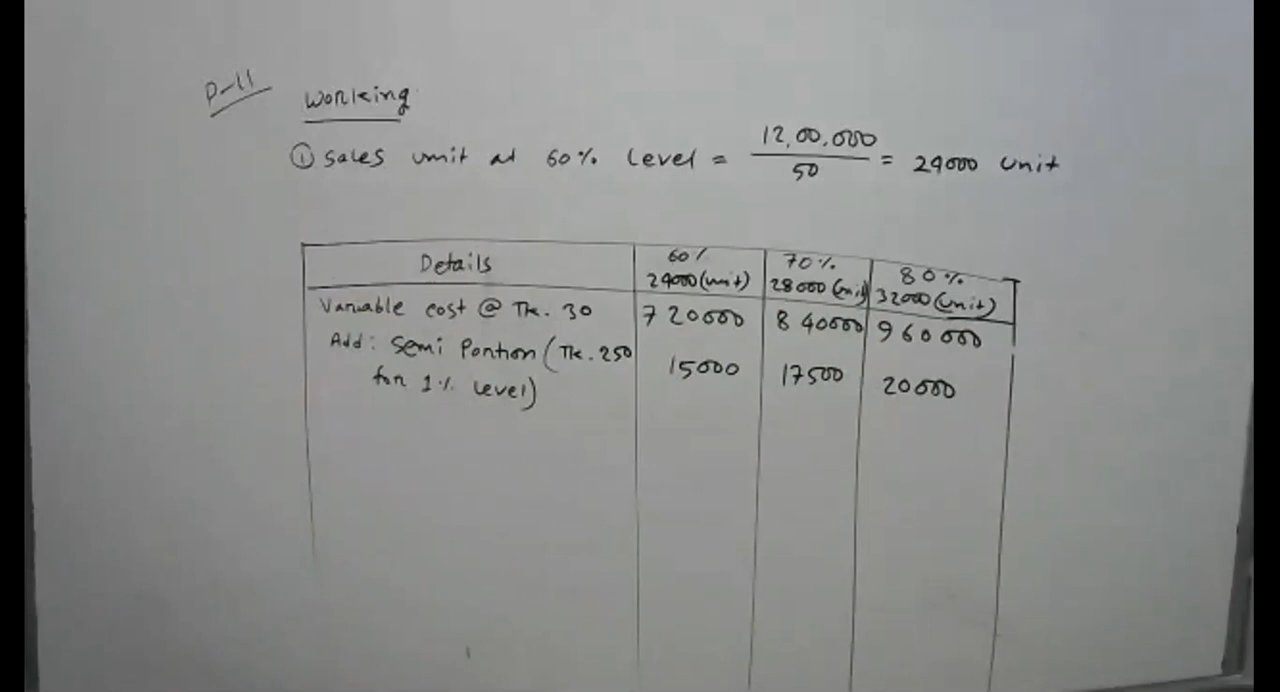 P-11
Working
① Sales unit at 60% Level = 12,00,000 / 50 = 24000 unit
Details 60% 24000 (unit) 70% 28000 (unit) 80% 32000 (unit)
Variable cost @ Tk. 30 720000 840000 960000
Add: Semi Portion (Tk. 250
for 1% Level) 15000 17500 20000